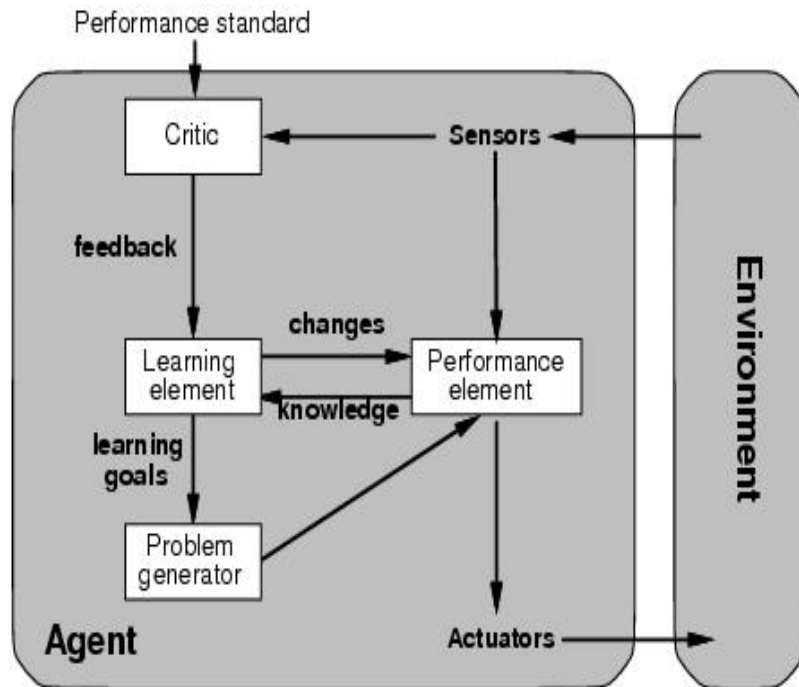 Performance standard
Critic
Sensors
feedback
changes
Learning
element
Performance
element
knowledge
learning
goals
Problem
generator
Agent
Actuators
Environment